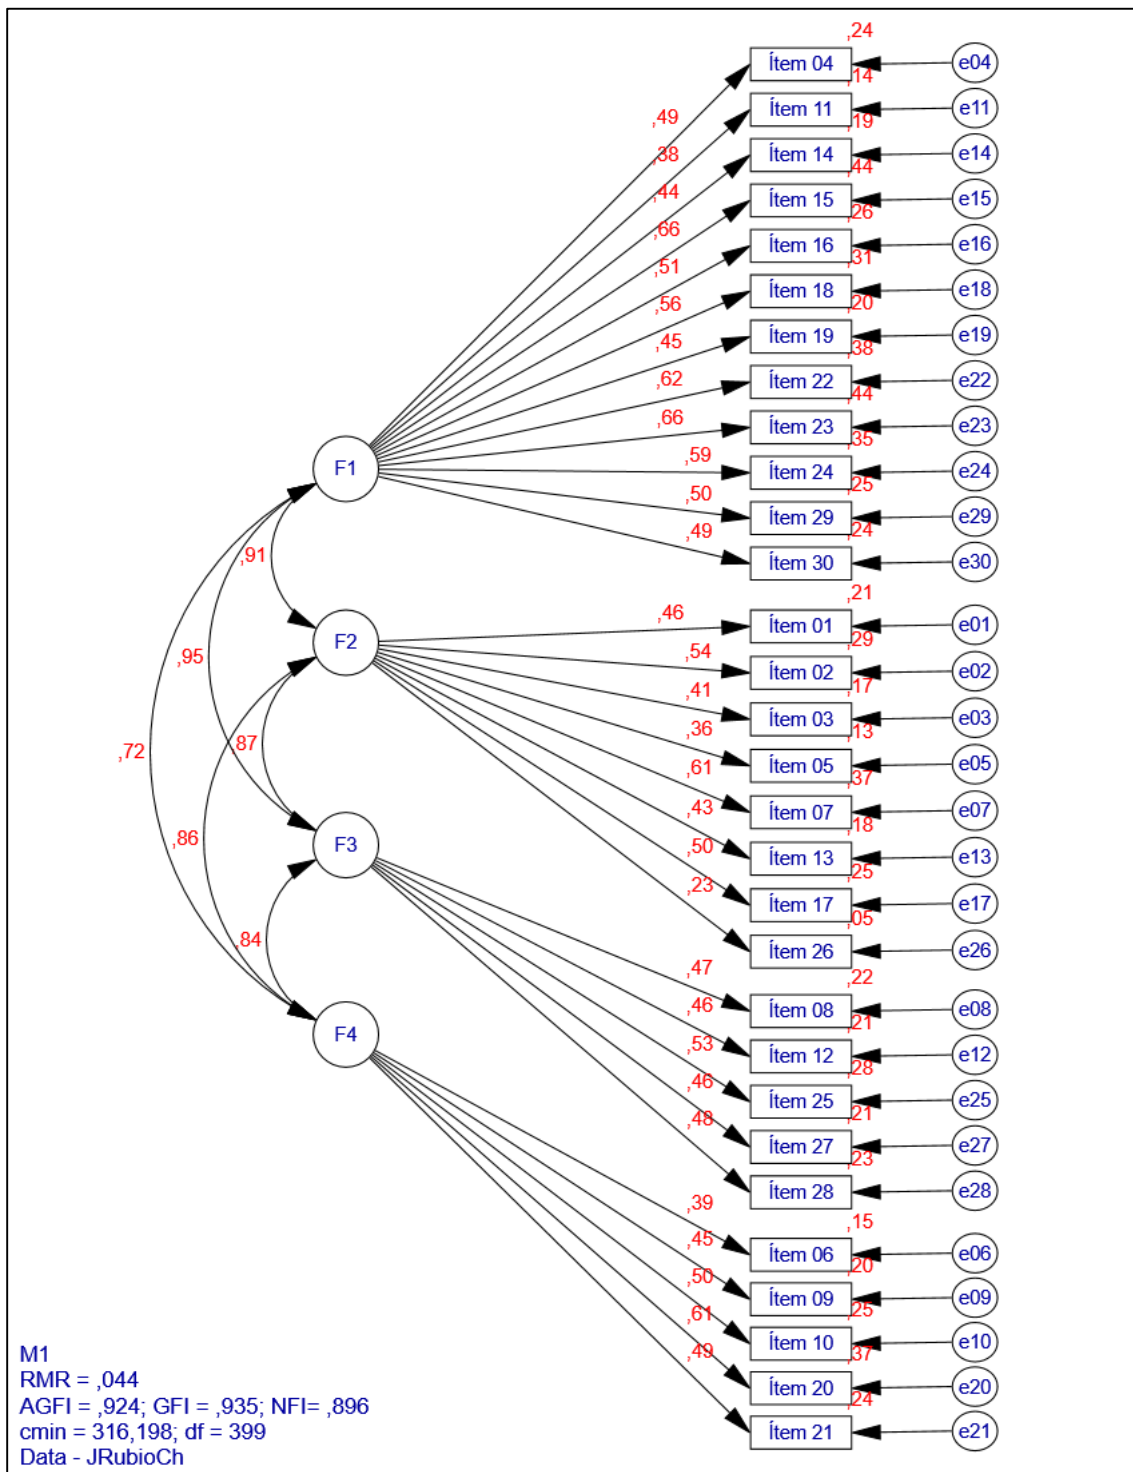 ,24
Ítem 04
e04
,14
,49
Ítem 11
e11
,19
,38
Ítem 14
e14
,44
,44
Ítem 15
e15
,26
,66
Ítem 16
e16
,31
,51
Ítem 18
e18
,20
,56
Ítem 19
e19
,38
,45
Ítem 22
e22
,44
,62
Ítem 23
e23
,35
,66
Ítem 24
e24
,25
,59
Ítem 29
e29
,24
,50
Ítem 30
e30
,49
F1
,91
,21
,46
Ítem 01
e01
,29
,54
Ítem 02
e02
,17
,41
Ítem 03
e03
,13
,36
Ítem 05
e05
,37
,61
Ítem 07
e07
,18
,43
Ítem 13
e13
,25
,50
Ítem 17
e17
,05
,23
Ítem 26
e26
F2
,95
,72
,87
,86
F3
,84
,22
,47
Ítem 08
e08
,21
,46
Ítem 12
e12
,28
,53
Ítem 25
e25
,21
,46
Ítem 27
e27
,23
,48
Ítem 28
e28
F4
,15
,39
Ítem 06
e06
,20
,45
Ítem 09
e09
,25
,50
Ítem 10
e10
,37
,61
Ítem 20
e20
,24
,49
Ítem 21
e21
M1
RMR = ,044
AGFI = ,924; GFI = ,935; NFI= ,896
cmin = 316,198; df = 399
Data - JRubioCh